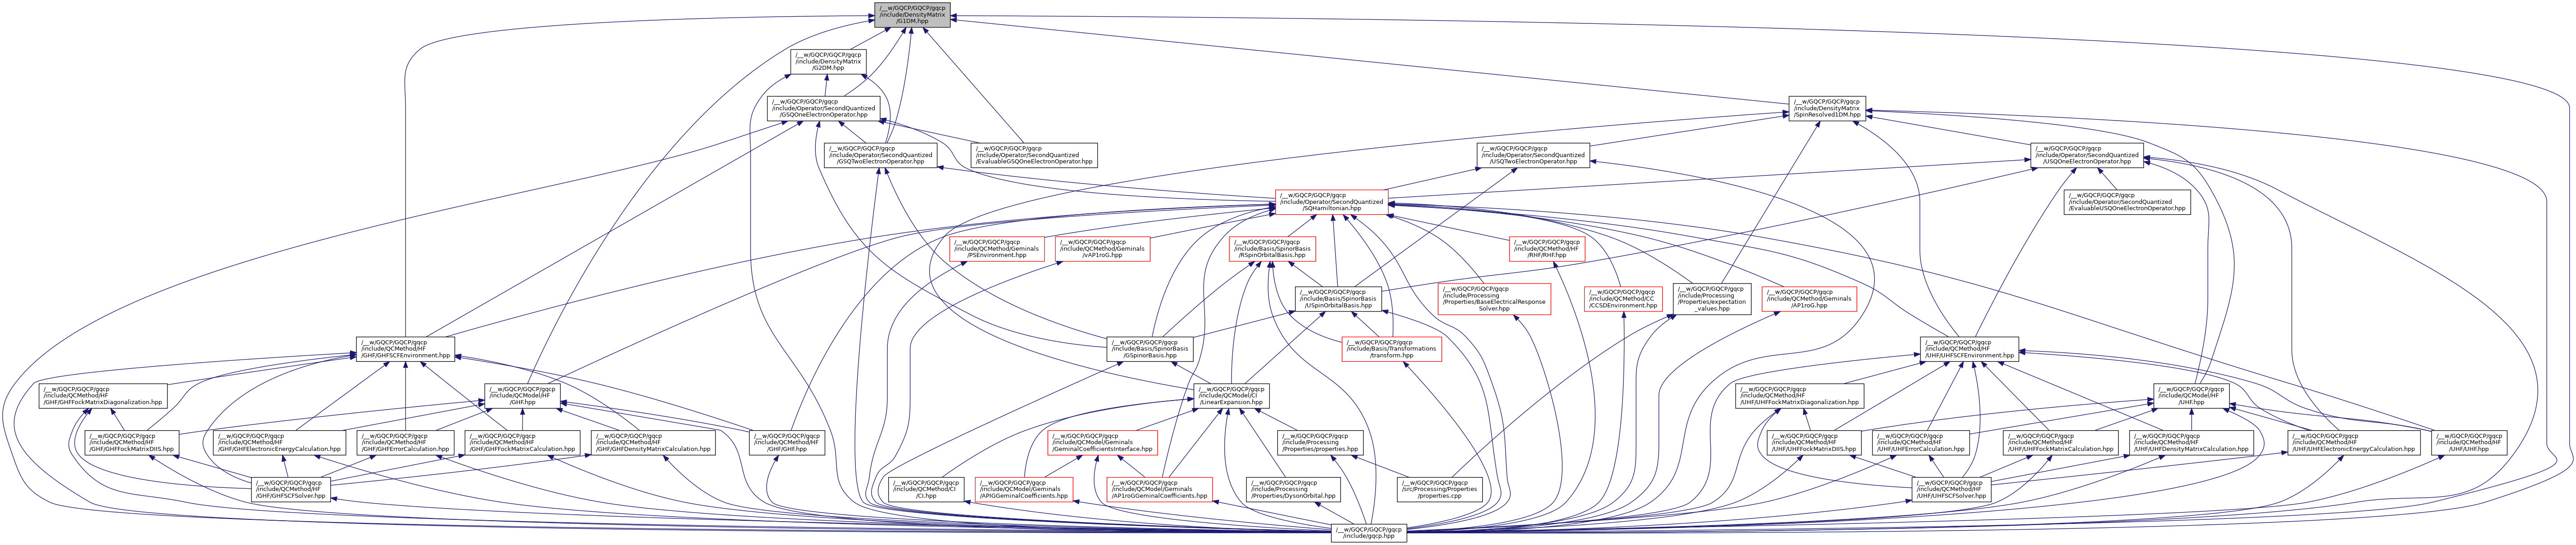 /__w/GQCP/GQCP/gqcp
/include/DensityMatrix
/G1DM.hpp
/__w/GQCP/GQCP/gqcp
/include/DensityMatrix
/G2DM.hpp
/__w/GQCP/GQCP/gqcp
/include/Operator/SecondQuantized
/GSQOneElectronOperator.hpp
/__w/GQCP/GQCP/gqcp
/include/DensityMatrix
/SpinResolved1DM.hpp
/__w/GQCP/GQCP/gqcp
/include/Operator/SecondQuantized
/GSQTwoElectronOperator.hpp
/__w/GQCP/GQCP/gqcp
/include/Operator/SecondQuantized
/EvaluableGSQOneElectronOperator.hpp
/__w/GQCP/GQCP/gqcp
/include/Operator/SecondQuantized
/USQTwoElectronOperator.hpp
/__w/GQCP/GQCP/gqcp
/include/Operator/SecondQuantized
/USQOneElectronOperator.hpp
/__w/GQCP/GQCP/gqcp
/include/Operator/SecondQuantized
/SQHamiltonian.hpp
/__w/GQCP/GQCP/gqcp
/include/Operator/SecondQuantized
/EvaluableUSQOneElectronOperator.hpp
/__w/GQCP/GQCP/gqcp
/include/QCMethod/Geminals
/PSEnvironment.hpp
/__w/GQCP/GQCP/gqcp
/include/QCMethod/Geminals
/vAP1roG.hpp
/__w/GQCP/GQCP/gqcp
/include/Basis/SpinorBasis
/RSpinOrbitalBasis.hpp
/__w/GQCP/GQCP/gqcp
/include/QCMethod/HF
/RHF/RHF.hpp
/__w/GQCP/GQCP/gqcp
/include/Basis/SpinorBasis
/USpinOrbitalBasis.hpp
/__w/GQCP/GQCP/gqcp
/include/Processing
/Properties/BaseElectricalResponse
Solver.hpp
/__w/GQCP/GQCP/gqcp
/include/QCMethod/CC
/CCSDEnvironment.hpp
/__w/GQCP/GQCP/gqcp
/include/Processing
/Properties/expectation
_values.hpp
/__w/GQCP/GQCP/gqcp
/include/QCMethod/Geminals
/AP1roG.hpp
/__w/GQCP/GQCP/gqcp
/include/QCMethod/HF
/GHF/GHFSCFEnvironment.hpp
/__w/GQCP/GQCP/gqcp
/include/Basis/SpinorBasis
/GSpinorBasis.hpp
/__w/GQCP/GQCP/gqcp
/include/Basis/Transformations
/transform.hpp
/__w/GQCP/GQCP/gqcp
/include/QCMethod/HF
/UHF/UHFSCFEnvironment.hpp
/__w/GQCP/GQCP/gqcp
/include/QCMethod/HF
/GHF/GHFFockMatrixDiagonalization.hpp
/__w/GQCP/GQCP/gqcp
/include/QCModel/HF
/GHF.hpp
/__w/GQCP/GQCP/gqcp
/include/QCModel/CI
/LinearExpansion.hpp
/__w/GQCP/GQCP/gqcp
/include/QCMethod/HF
/UHF/UHFFockMatrixDiagonalization.hpp
/__w/GQCP/GQCP/gqcp
/include/QCModel/HF
/UHF.hpp
/__w/GQCP/GQCP/gqcp
/include/QCMethod/HF
/GHF/GHFFockMatrixDIIS.hpp
/__w/GQCP/GQCP/gqcp
/include/QCMethod/HF
/GHF/GHFElectronicEnergyCalculation.hpp
/__w/GQCP/GQCP/gqcp
/include/QCMethod/HF
/GHF/GHFErrorCalculation.hpp
/__w/GQCP/GQCP/gqcp
/include/QCMethod/HF
/GHF/GHFFockMatrixCalculation.hpp
/__w/GQCP/GQCP/gqcp
/include/QCMethod/HF
/GHF/GHFDensityMatrixCalculation.hpp
/__w/GQCP/GQCP/gqcp
/include/QCMethod/HF
/GHF/GHF.hpp
/__w/GQCP/GQCP/gqcp
/include/QCModel/Geminals
/GeminalCoefficientsInterface.hpp
/__w/GQCP/GQCP/gqcp
/include/Processing
/Properties/properties.hpp
/__w/GQCP/GQCP/gqcp
/include/QCMethod/HF
/UHF/UHFFockMatrixDIIS.hpp
/__w/GQCP/GQCP/gqcp
/include/QCMethod/HF
/UHF/UHFErrorCalculation.hpp
/__w/GQCP/GQCP/gqcp
/include/QCMethod/HF
/UHF/UHFFockMatrixCalculation.hpp
/__w/GQCP/GQCP/gqcp
/include/QCMethod/HF
/UHF/UHFDensityMatrixCalculation.hpp
/__w/GQCP/GQCP/gqcp
/include/QCMethod/HF
/UHF/UHFElectronicEnergyCalculation.hpp
/__w/GQCP/GQCP/gqcp
/include/QCMethod/HF
/UHF/UHF.hpp
/__w/GQCP/GQCP/gqcp
/include/QCMethod/HF
/GHF/GHFSCFSolver.hpp
/__w/GQCP/GQCP/gqcp
/include/QCMethod/CI
/CI.hpp
/__w/GQCP/GQCP/gqcp
/include/QCModel/Geminals
/APIGGeminalCoefficients.hpp
/__w/GQCP/GQCP/gqcp
/include/QCModel/Geminals
/AP1roGGeminalCoefficients.hpp
/__w/GQCP/GQCP/gqcp
/include/Processing
/Properties/DysonOrbital.hpp
/__w/GQCP/GQCP/gqcp
/src/Processing/Properties
/properties.cpp
/__w/GQCP/GQCP/gqcp
/include/QCMethod/HF
/UHF/UHFSCFSolver.hpp
/__w/GQCP/GQCP/gqcp
/include/gqcp.hpp